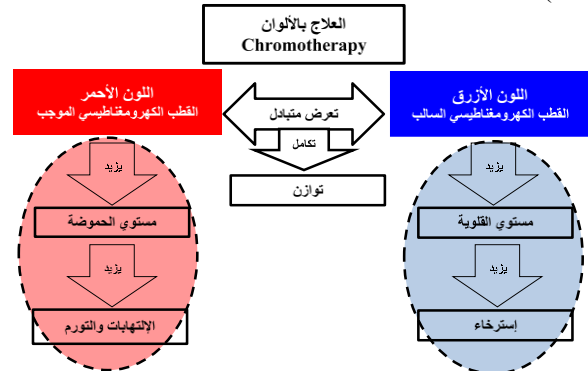 العلاج بالألوان
Chromotherapy
اللون الأزرق
القطب الكهرومغناطيسي السالب
تعرض متبادل
اللون الأحمر
القطب الكهرومغناطيسي الموجب
تكامل
توازن
يزيد
يزيد
مستوي القلوية
مستوي الحموضة
يزيد
يزيد
إسترخاء
الإلتهابات والتورم